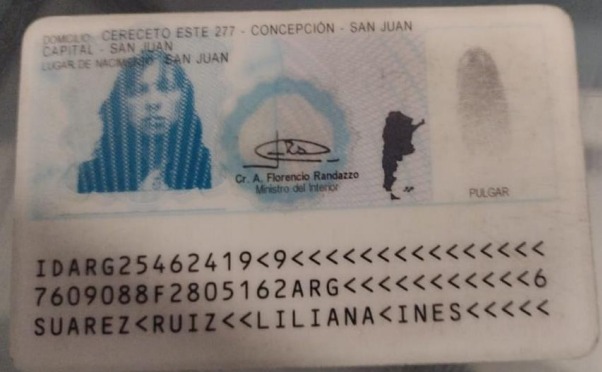 DOMICILIO: CERECETO ESTE 277 - CONCEPCIÓN - SAN JUAN
CAPITAL - SAN JUAN
LUGAR DE NACIMIENTO: SAN JUAN
Cr. A. Florencio Randazzo
Ministro del Interior
PULGAR
IDARG25462419<9<<<<<<<<<<<<<<<
7609088F2805162ARG<<<<<<<<<<<6
SUAREZ<RUIZ<<LILIANA<INES<<<<<